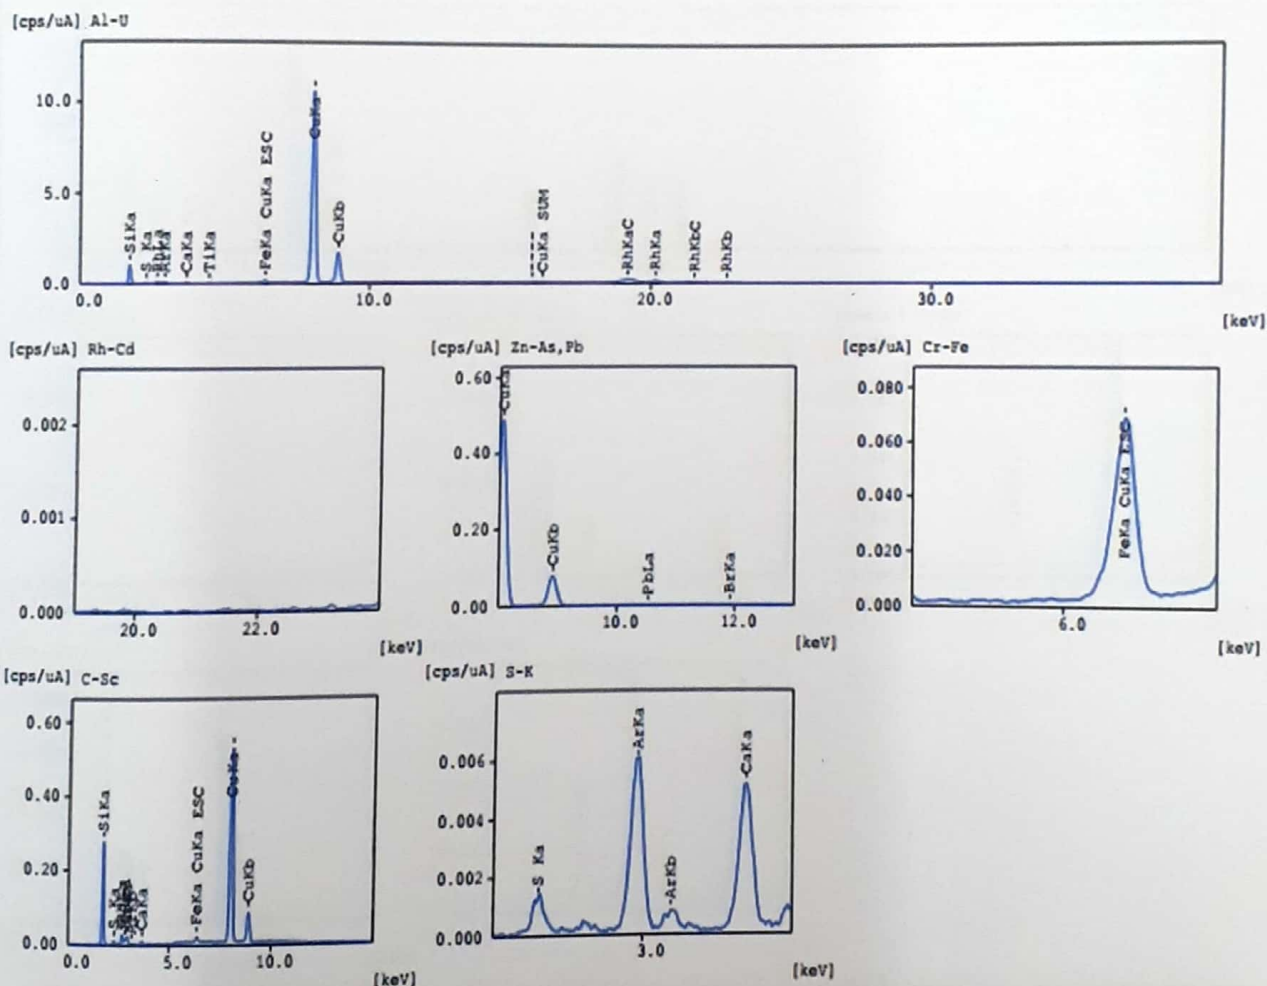 [cps/uA] Al-U
10.0
5.0
0.0
-SiKa
-S Ka
-RhLa
-ArKa
-CaKa
-TiKa
-FeKa CuKa ESC
CuKa
-CuKb
-CuKa SUM
-RhKaC
-RhKa
-RhKbC
-RhKb
0.0 10.0 20.0 30.0
[keV]
[cps/uA] Rh-Cd
0.002
0.001
0.000
20.0 22.0
[keV]
[cps/uA] Zn-As,Pb
0.60
0.40
0.20
0.00
CuKa
-CuKb
-PbLa
-BrKa
10.0 12.0
[keV]
[cps/uA] Cr-Fe
0.080
0.060
0.040
0.020
0.000
FeKa CuKa ESC
6.0
[keV]
[cps/uA] C-Sc
0.60
0.40
0.20
0.00
-SiKa
-S Ka
-CaKa
-FeKa CuKa ESC
CuKa
-CuKb
0.0 5.0 10.0
[keV]
[cps/uA] S-K
0.006
0.004
0.002
0.000
-S Ka
-ArKa
-ArKb
-CaKa
3.0
[keV]